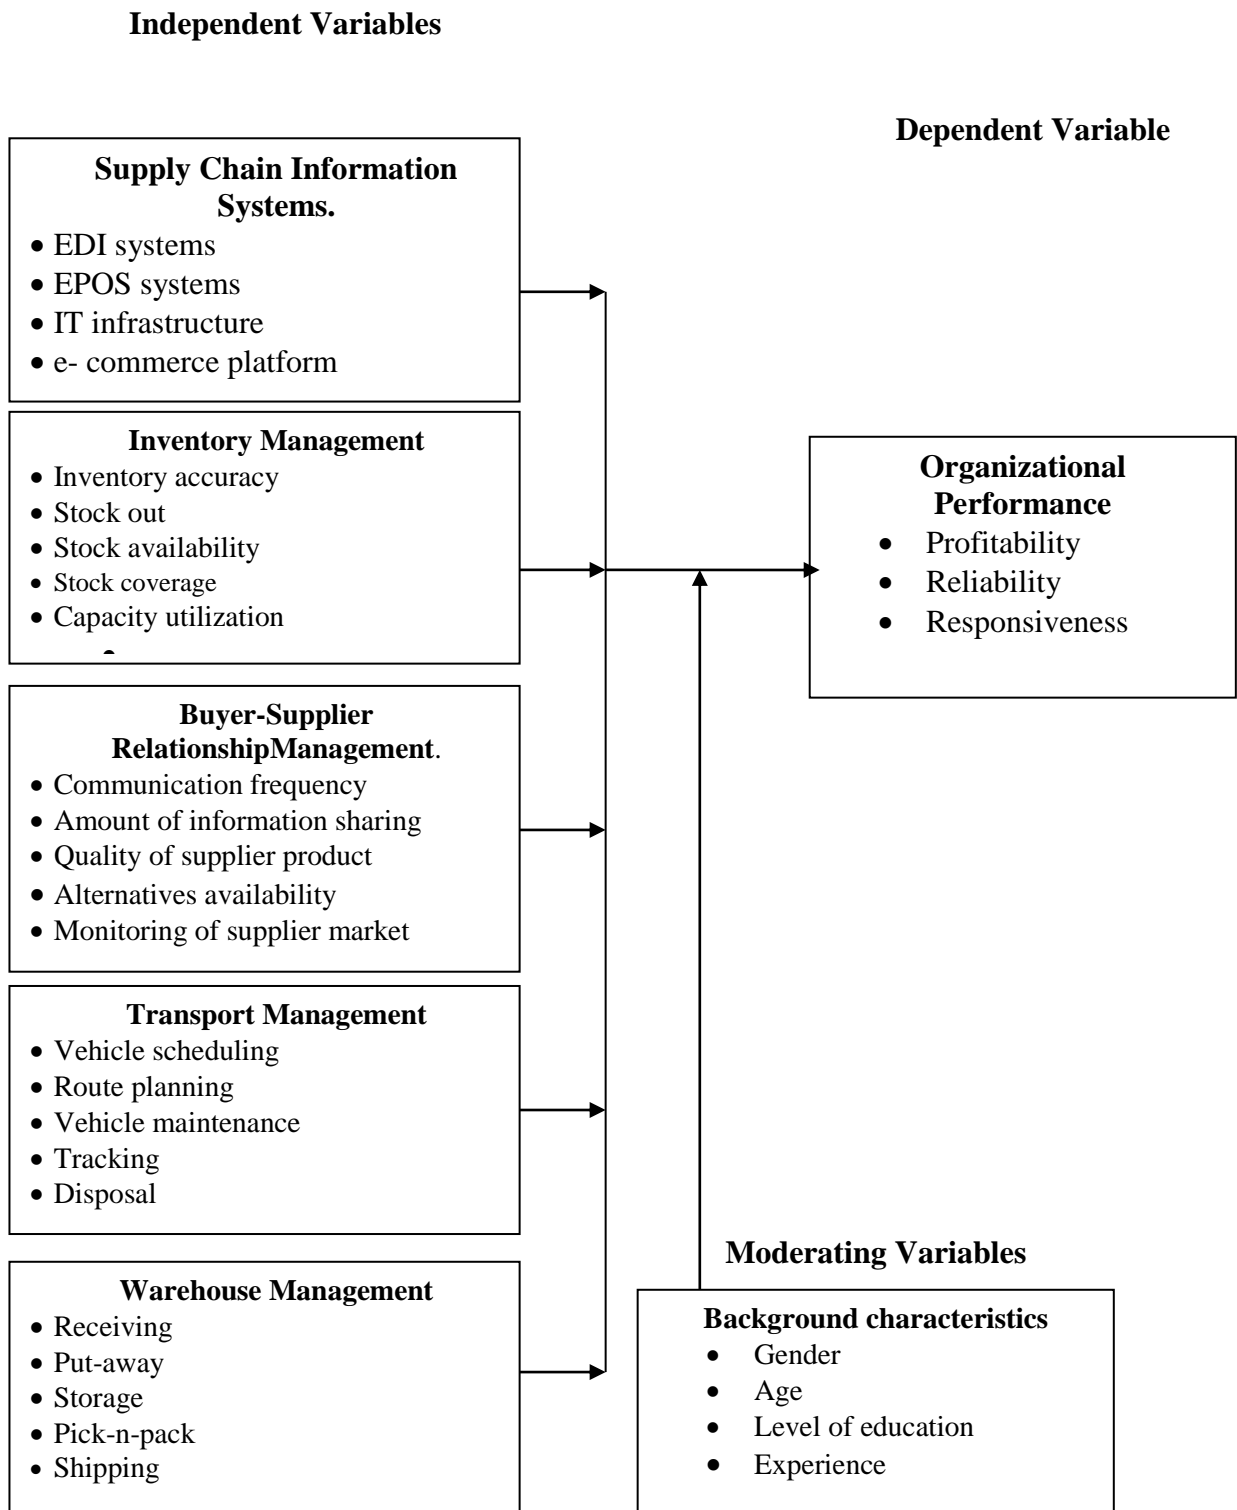 Independent Variables
Dependent Variable
Supply Chain Information
Systems.
• EDI systems
• EPOS systems
• IT infrastructure
• e- commerce platform
Inventory Management
• Inventory accuracy
• Stock out
• Stock availability
• Stock coverage
• Capacity utilization
•
Organizational
Performance
• Profitability
• Reliability
• Responsiveness
Buyer-Supplier
RelationshipManagement.
• Communication frequency
• Amount of information sharing
• Quality of supplier product
• Alternatives availability
• Monitoring of supplier market
Transport Management
• Vehicle scheduling
• Route planning
• Vehicle maintenance
• Tracking
• Disposal
Warehouse Management
• Receiving
• Put-away
• Storage
• Pick-n-pack
• Shipping
Moderating Variables
Background characteristics
• Gender
• Age
• Level of education
• Experience